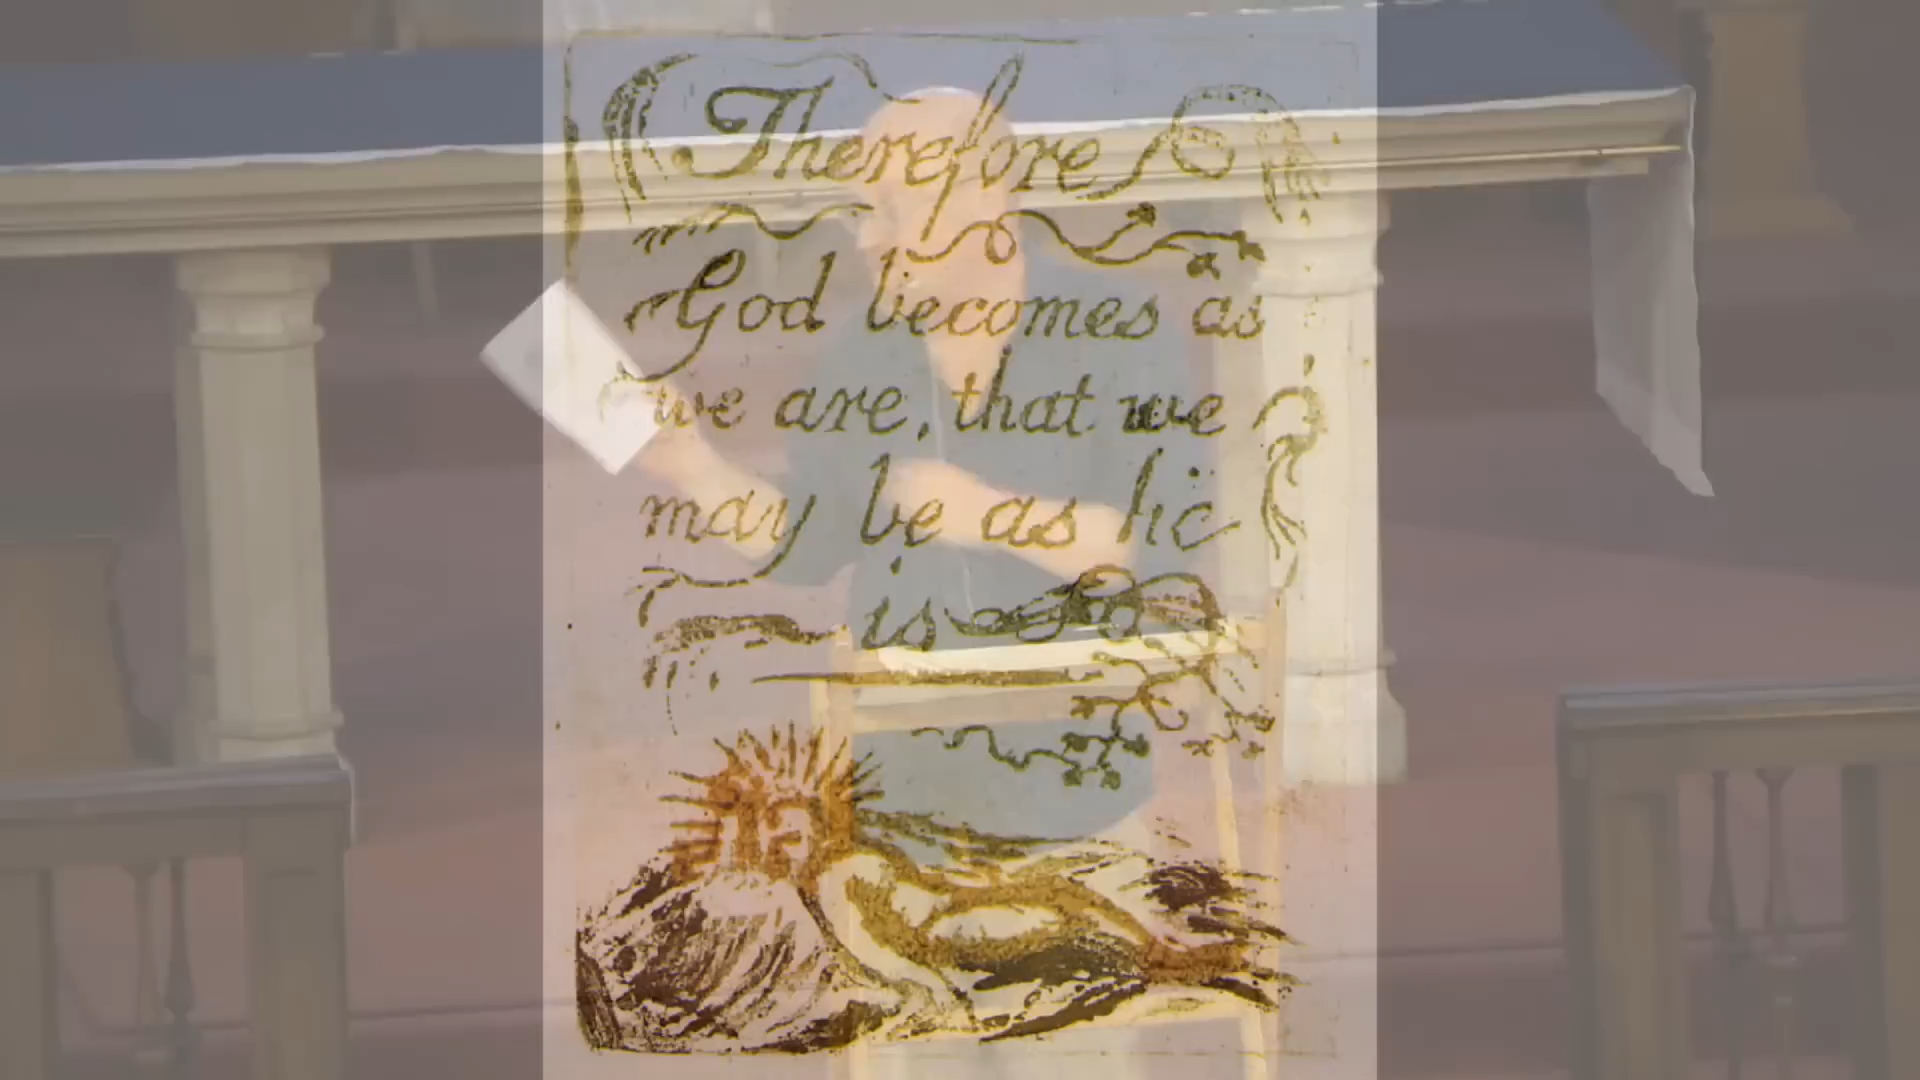 Therefore
God becomes as
we are, that we
may be as he
is